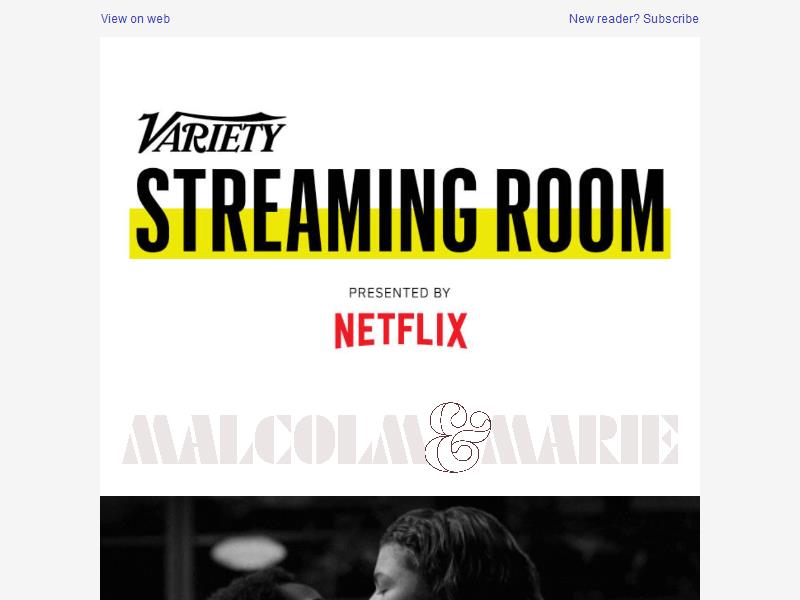 View on web
New reader? Subscribe
VARIETY
STREAMING ROOM
PRESENTED BY
NETFLIX
MALCOLM & MARIE